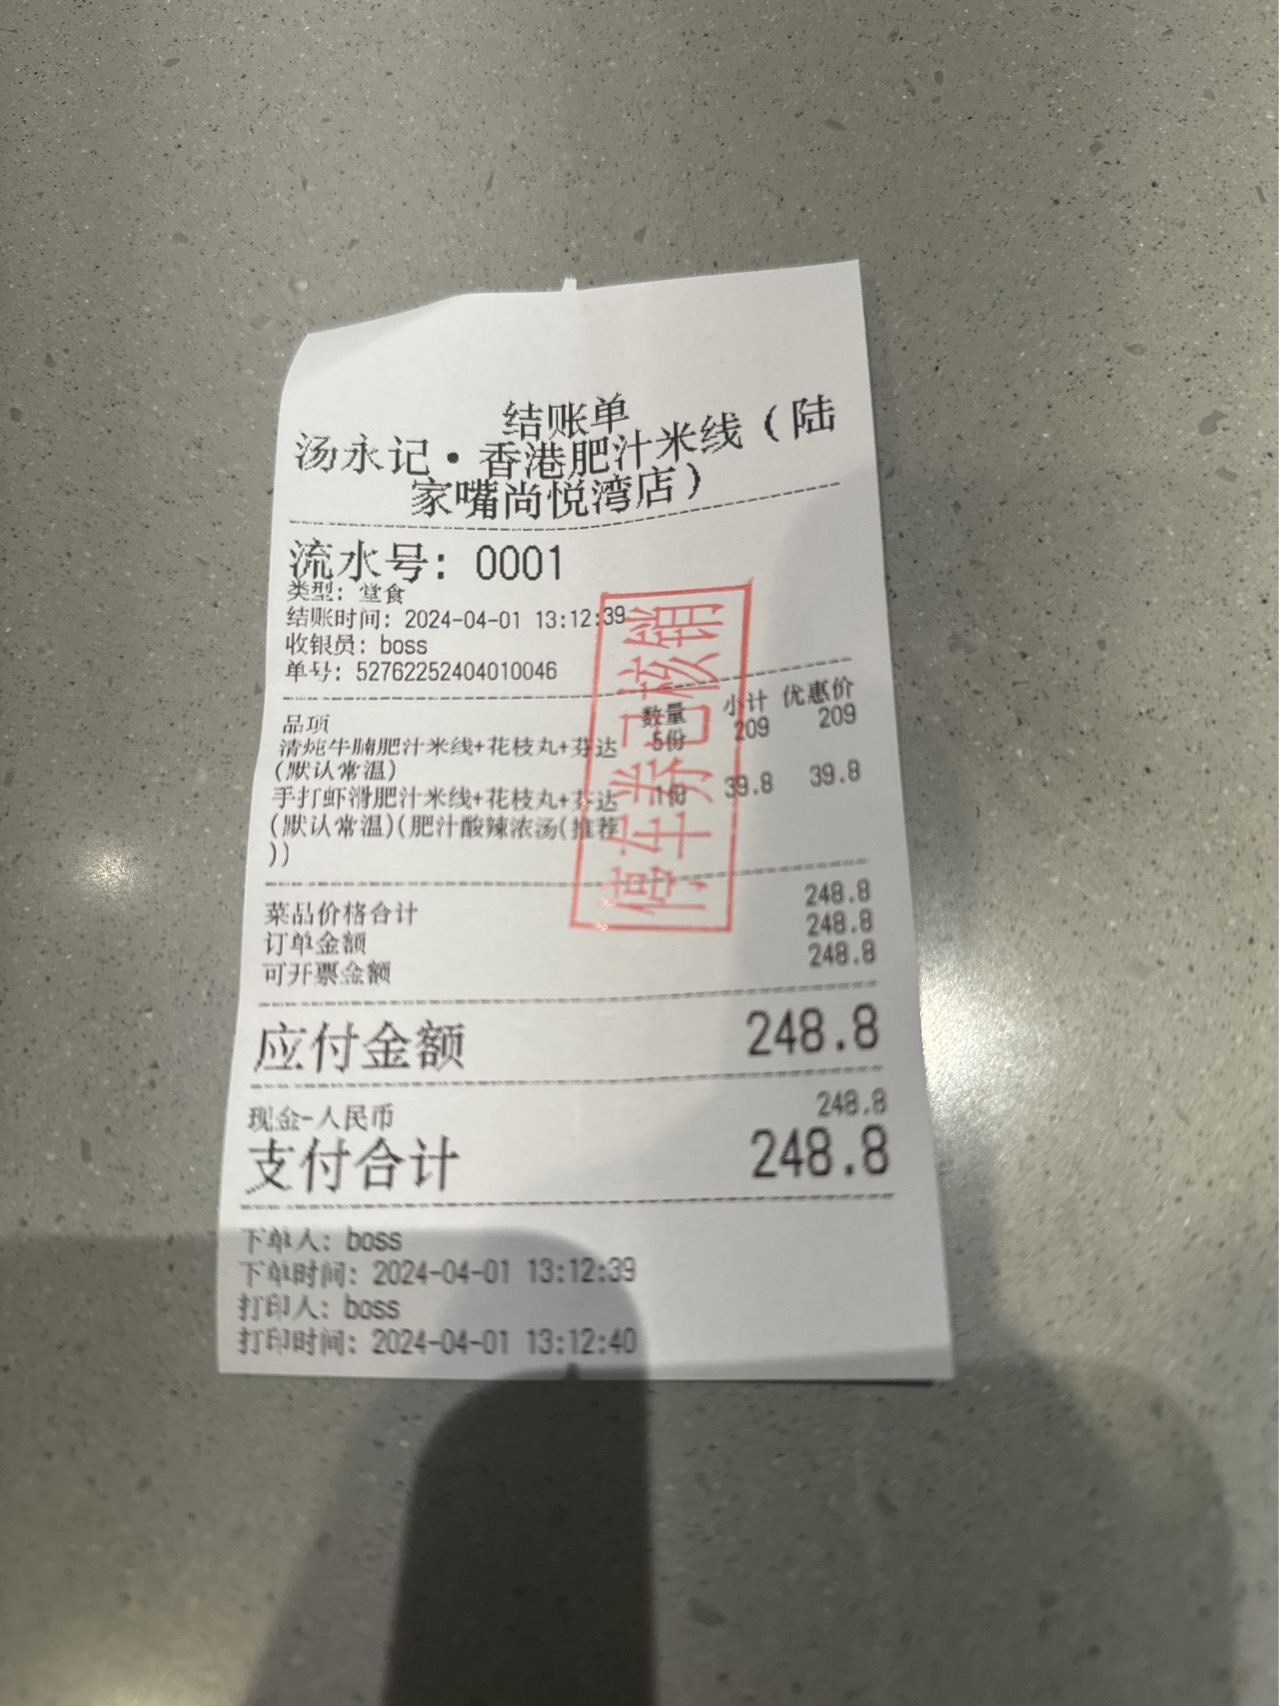 结账单
汤永记·香港肥汁米线（陆
家嘴尚悦湾店）
流水号：0001
类型：堂食
结账时间：2024-04-01 13:12:39
收银员：boss
单号：52762252404010046
品项 数量 小计 优惠价
清炖牛腩肥汁米线+花枝丸+芬达 5份 209 209
(默认常温)
手打虾滑肥汁米线+花枝丸+芬达 1份 39.8 39.8
(默认常温)(肥汁酸辣浓汤(推荐
))
停车券已核销
菜品价格合计 248.8
订单金额 248.8
可开票金额 248.8
应付金额 248.8
现金-人民币 248.8
支付合计 248.8
下单人：boss
下单时间：2024-04-01 13:12:39
打印人：boss
打印时间：2024-04-01 13:12:40